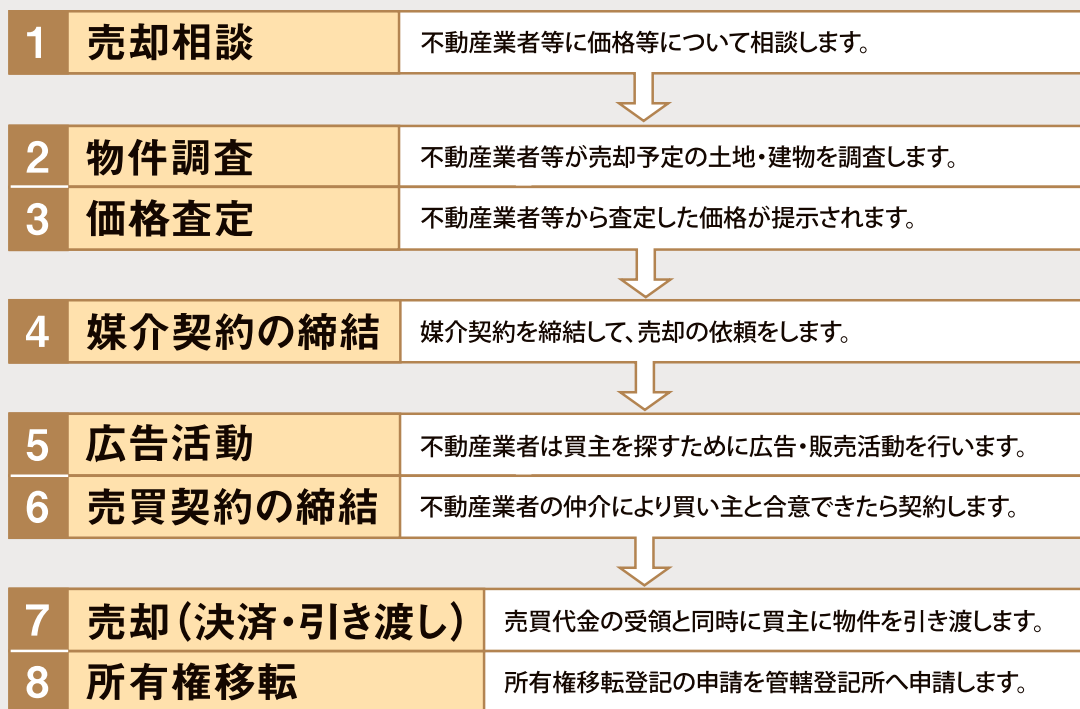 1 売却相談 不動産業者等に価格等について相談します。
2 物件調査 不動産業者等が売却予定の土地・建物を調査します。
3 価格査定 不動産業者等から査定した価格が提示されます。
4 媒介契約の締結 媒介契約を締結して、売却の依頼をします。
5 広告活動 不動産業者は買主を探すために広告・販売活動を行います。
6 売買契約の締結 不動産業者の仲介により買い主と合意できたら契約します。
7 売却（決済・引き渡し） 売買代金の受領と同時に買主に物件を引き渡します。
8 所有権移転 所有権移転登記の申請を管轄登記所へ申請します。